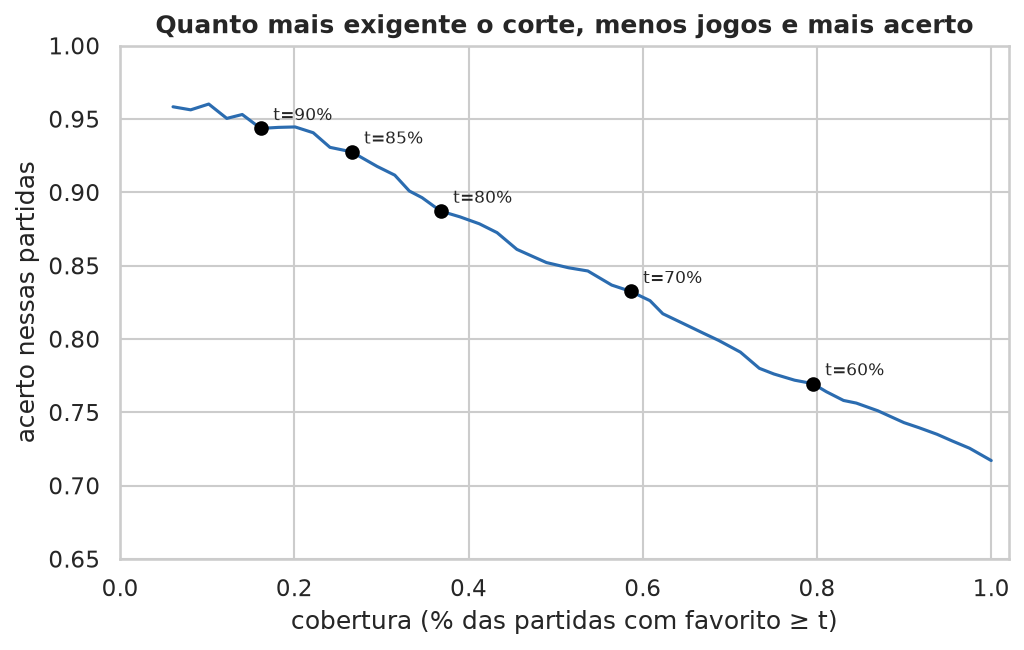 Quanto mais exigente o corte, menos jogos e mais acerto
1.00
0.95
0.90
0.85
0.80
0.75
0.70
0.65
acerto nessas partidas
t=90%
t=85%
t=80%
t=70%
t=60%
0.0
0.2
0.4
0.6
0.8
1.0
cobertura (% das partidas com favorito ≥ t)